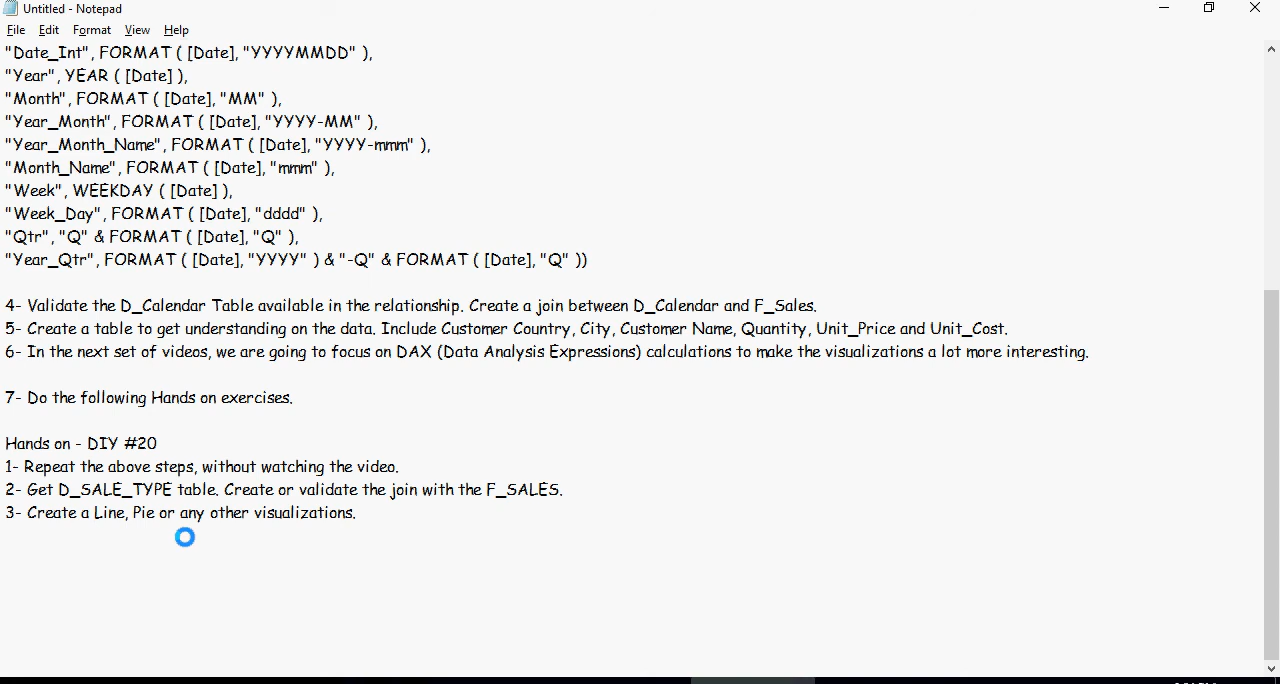 Untitled - Notepad
File Edit Format View Help
"Date_Int", FORMAT ( [Date], "YYYYMMDD" ),
"Year", YEAR ( [Date] ),
"Month", FORMAT ( [Date], "MM" ),
"Year_Month", FORMAT ( [Date], "YYYY-MM" ),
"Year_Month_Name", FORMAT ( [Date], "YYYY-mmm" ),
"Month_Name", FORMAT ( [Date], "mmm" ),
"Week", WEEKDAY ( [Date] ),
"Week_Day", FORMAT ( [Date], "dddd" ),
"Qtr", "Q" & FORMAT ( [Date], "Q" ),
"Year_Qtr", FORMAT ( [Date], "YYYY" ) & "-Q" & FORMAT ( [Date], "Q" ))
4- Validate the D_Calendar Table available in the relationship. Create a join between D_Calendar and F_Sales.
5- Create a table to get understanding on the data. Include Customer Country, City, Customer Name, Quantity, Unit_Price and Unit_Cost.
6- In the next set of videos, we are going to focus on DAX (Data Analysis Expressions) calculations to make the visualizations a lot more interesting.
7- Do the following Hands on exercises.
Hands on - DIY #20
1- Repeat the above steps, without watching the video.
2- Get D_SALE_TYPE table. Create or validate the join with the F_SALES.
3- Create a Line, Pie or any other visualizations.